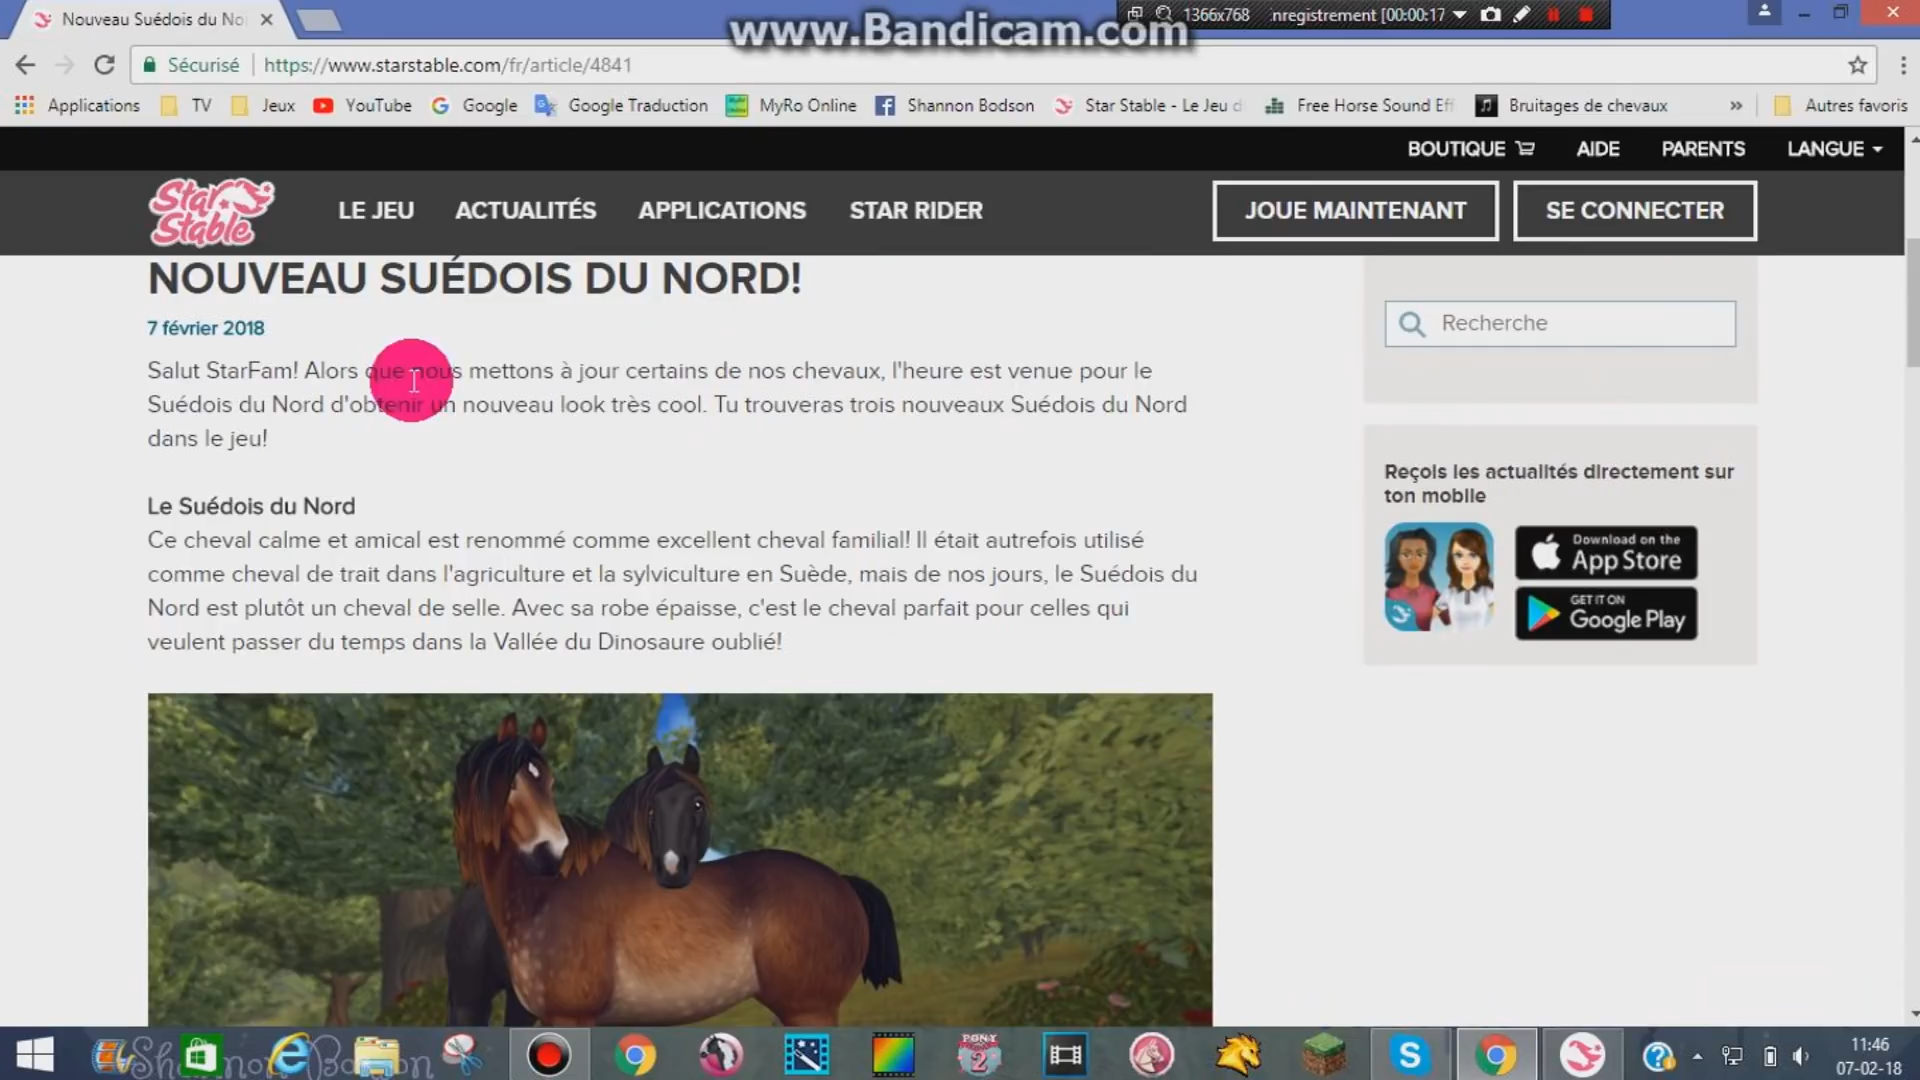 Nouveau Suédois du No
www.Bandicam.com
1366x768
nregistrement [00:00:17
Sécurisé
https://www.starstable.com/fr/article/4841
Applications TV Jeux YouTube Google Google Traduction MyRo Online Shannon Bodson Star Stable - Le Jeu d Free Horse Sound Eff Bruitages de chevaux » Autres favoris
BOUTIQUE AIDE PARENTS LANGUE
Star Stable
LE JEU ACTUALITÉS APPLICATIONS STAR RIDER JOUE MAINTENANT SE CONNECTER
NOUVEAU SUÉDOIS DU NORD!
7 février 2018
Salut StarFam! Alors que nous mettons à jour certains de nos chevaux, l'heure est venue pour le
Suédois du Nord d'obtenir un nouveau look très cool. Tu trouveras trois nouveaux Suédois du Nord
dans le jeu!
Le Suédois du Nord
Ce cheval calme et amical est renommé comme excellent cheval familial! Il était autrefois utilisé
comme cheval de trait dans l'agriculture et la sylviculture en Suède, mais de nos jours, le Suédois du
Nord est plutôt un cheval de selle. Avec sa robe épaisse, c'est le cheval parfait pour celles qui
veulent passer du temps dans la Vallée du Dinosaure oublié!
Recherche
Reçois les actualités directement sur
ton mobile
Download on the
App Store
GET IT ON
Google Play
Shannon Bodson
PONY
2
11:46
07-02-18